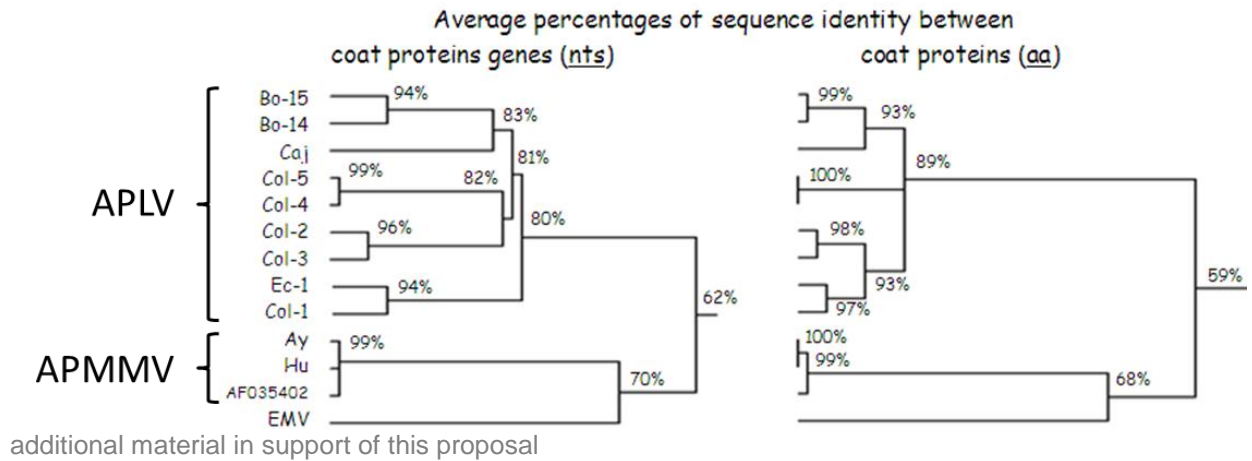 Average percentages of sequence identity between
coat proteins genes (nts)
coat proteins (aa)
APLV
APMMV
Bo-15
Bo-14
Caj
Col-5
Col-4
Col-2
Col-3
Ec-1
Col-1
Ay
Hu
AF035402
EMV
94%
83%
81%
99%
82%
96%
80%
94%
62%
99%
70%
99%
93%
89%
100%
98%
93%
97%
59%
100%
99%
68%
additional material in support of this proposal